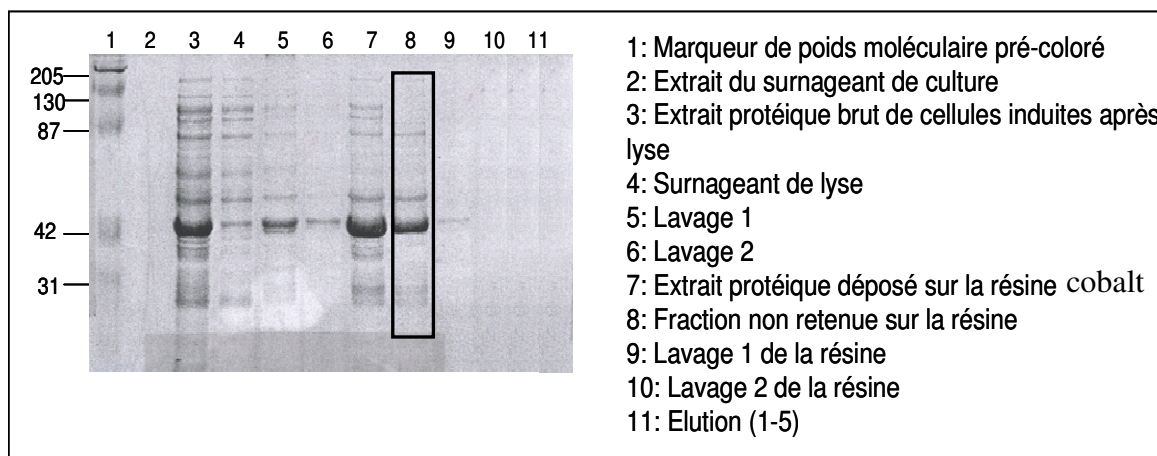 1 2 3 4 5 6 7 8 9 10 11
205
130
87
42
31
1: Marqueur de poids moléculaire pré-coloré
2: Extrait du surnageant de culture
3: Extrait protéique brut de cellules induites après
lyse
4: Surnageant de lyse
5: Lavage 1
6: Lavage 2
7: Extrait protéique déposé sur la résine cobalt
8: Fraction non retenue sur la résine
9: Lavage 1 de la résine
10: Lavage 2 de la résine
11: Elution (1-5)